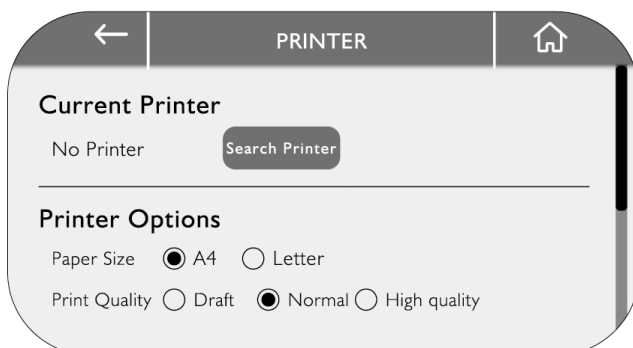 PRINTER
Current Printer
No Printer Search Printer
Printer Options
Paper Size A4 Letter
Print Quality Draft Normal High quality